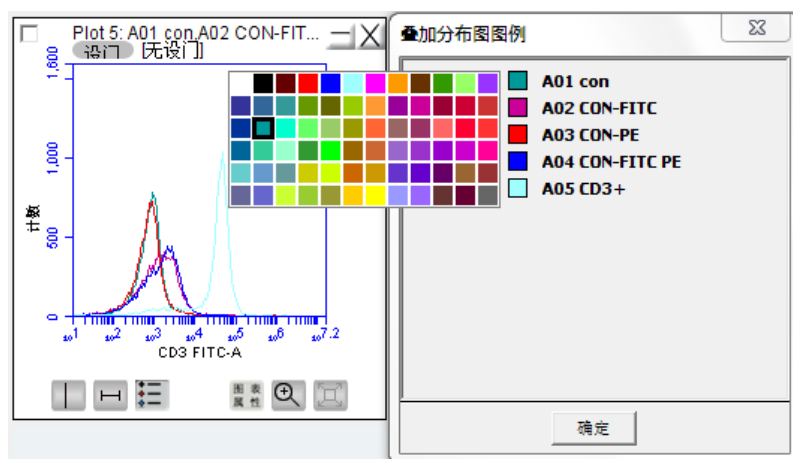 Plot 5: A01 con,A02 CON-FIT...
设门 [无设门]
1,600
1,000
500
0
计数
10^1 10^2 10^3 10^4 10^5 10^6 10^7.2
CD3 FITC-A
图表
属性
叠加分布图图例
A01 con
A02 CON-FITC
A03 CON-PE
A04 CON-FITC PE
A05 CD3+
确定